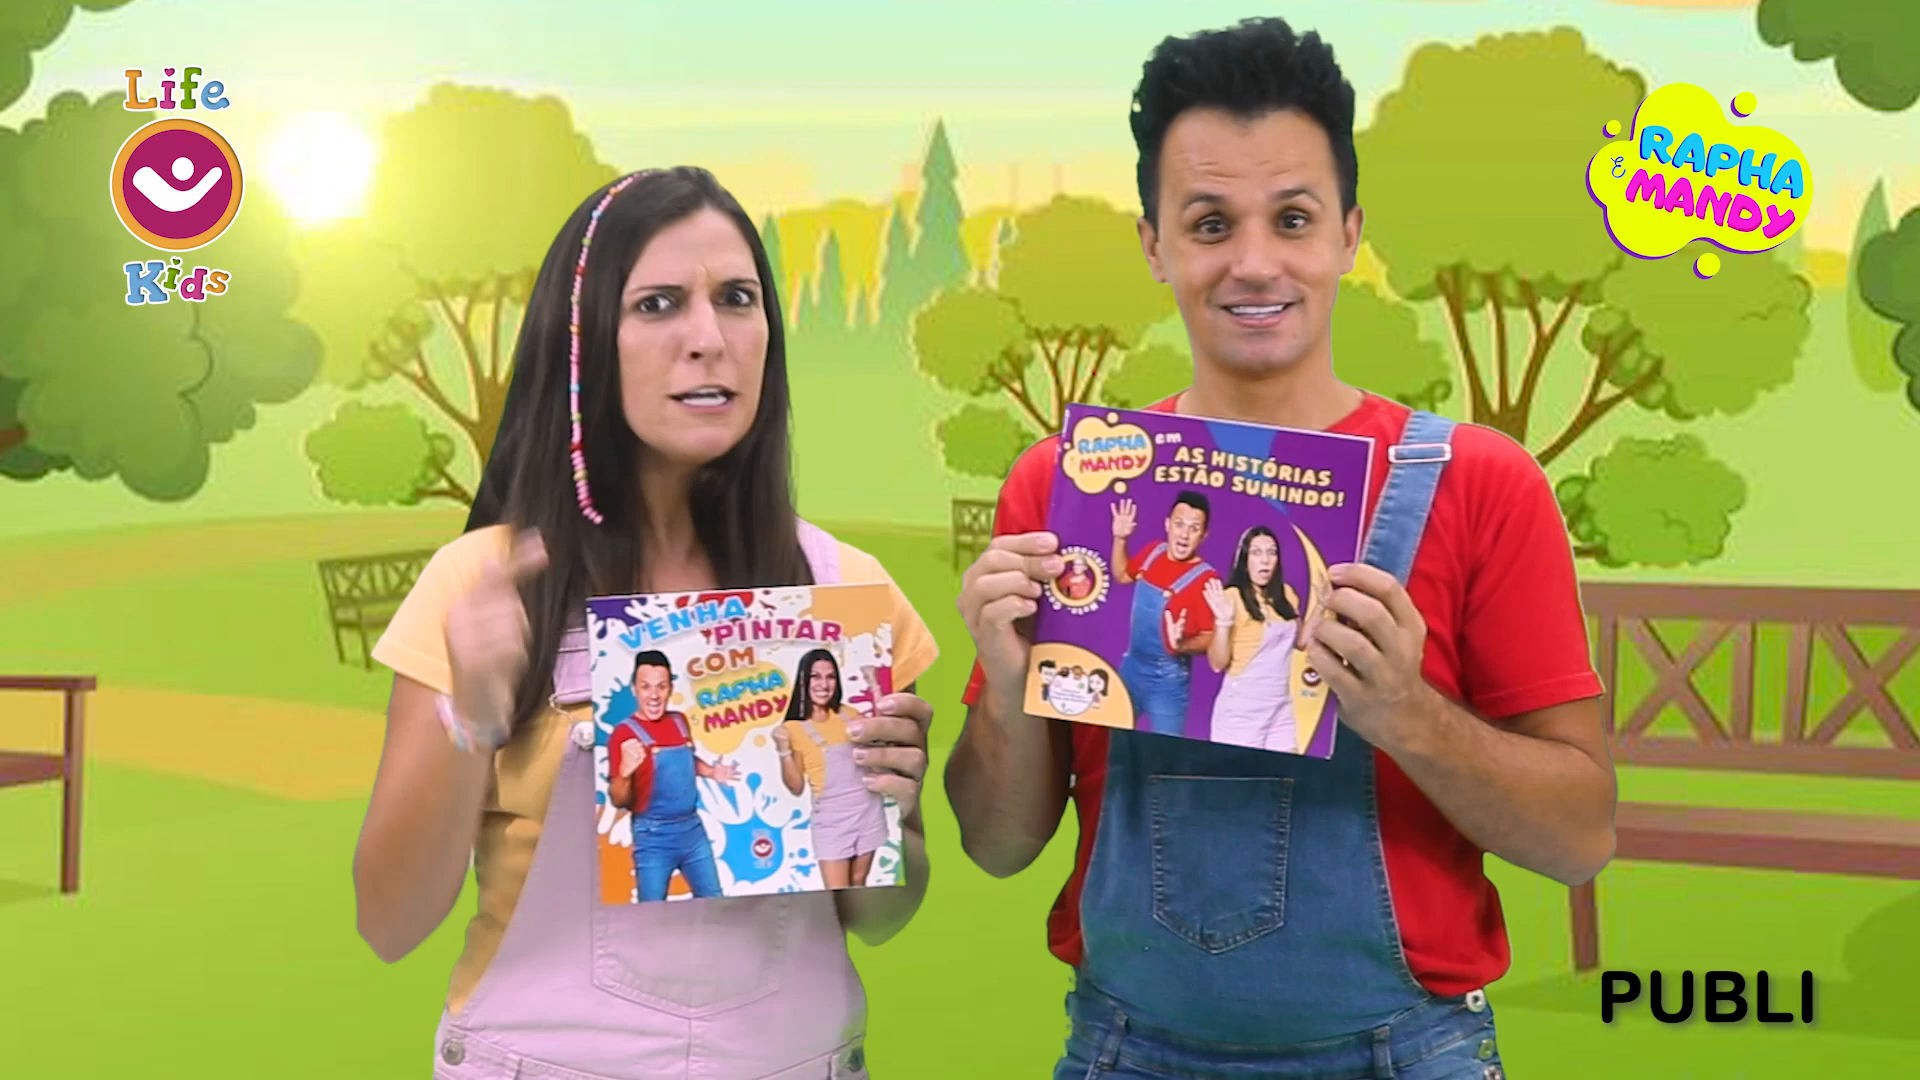 Life
Kids
RAPHA
E MANDY
RAPHA
E MANDY
em
AS HISTÓRIAS
ESTÃO SUMINDO!
VENHA
PINTAR
COM
RAPHA
E MANDY
PUBLI